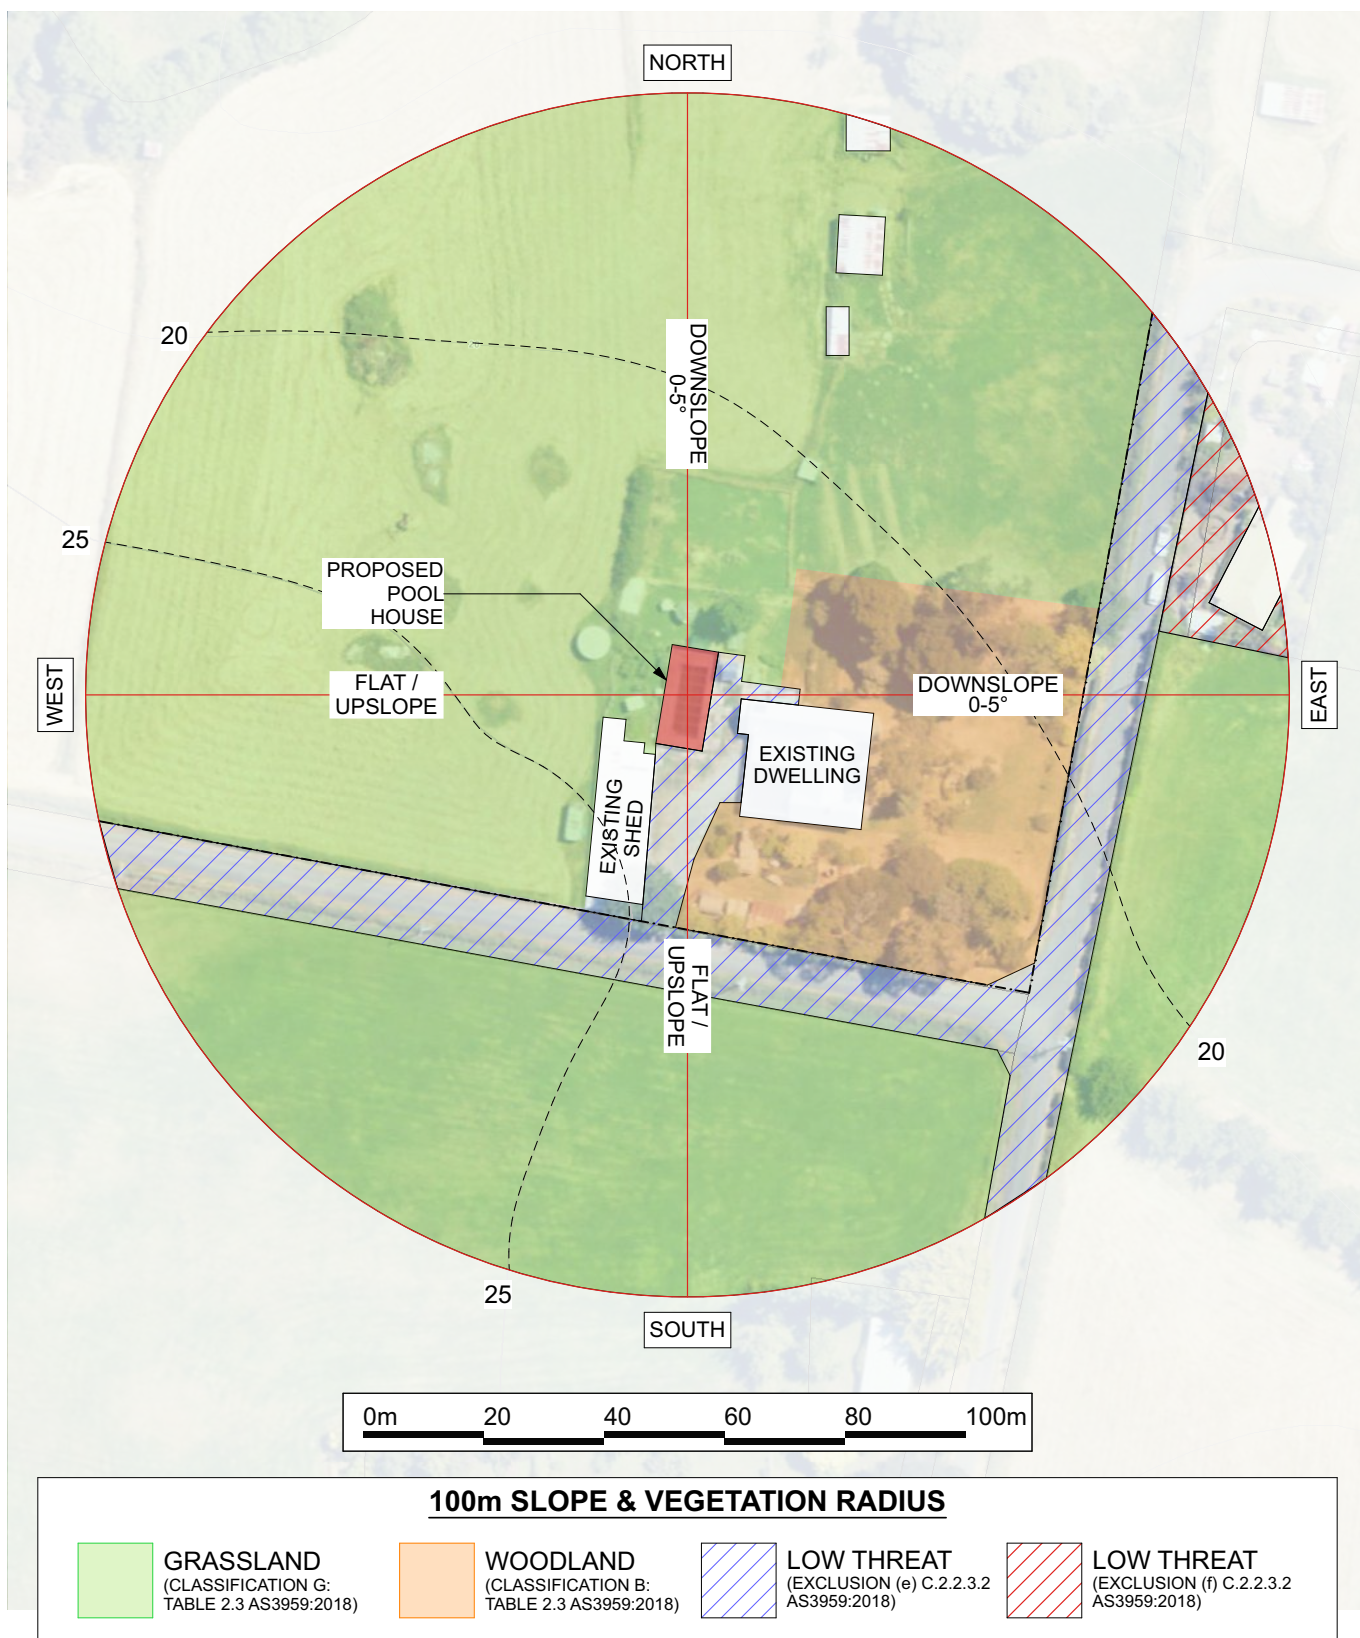 NORTH
20
DOWNSLOPE
0-5°
25
PROPOSED
POOL
HOUSE
WEST
FLAT /
UPSLOPE
DOWNSLOPE
0-5°
EAST
EXISTING
DWELLING
EXISTING
SHED
FLAT /
UPSLOPE
20
25
SOUTH
0m 20 40 60 80 100m
100m SLOPE & VEGETATION RADIUS
GRASSLAND
(CLASSIFICATION G:
TABLE 2.3 AS3959:2018)
WOODLAND
(CLASSIFICATION B:
TABLE 2.3 AS3959:2018)
LOW THREAT
(EXCLUSION (e) C.2.2.3.2
AS3959:2018)
LOW THREAT
(EXCLUSION (f) C.2.2.3.2
AS3959:2018)